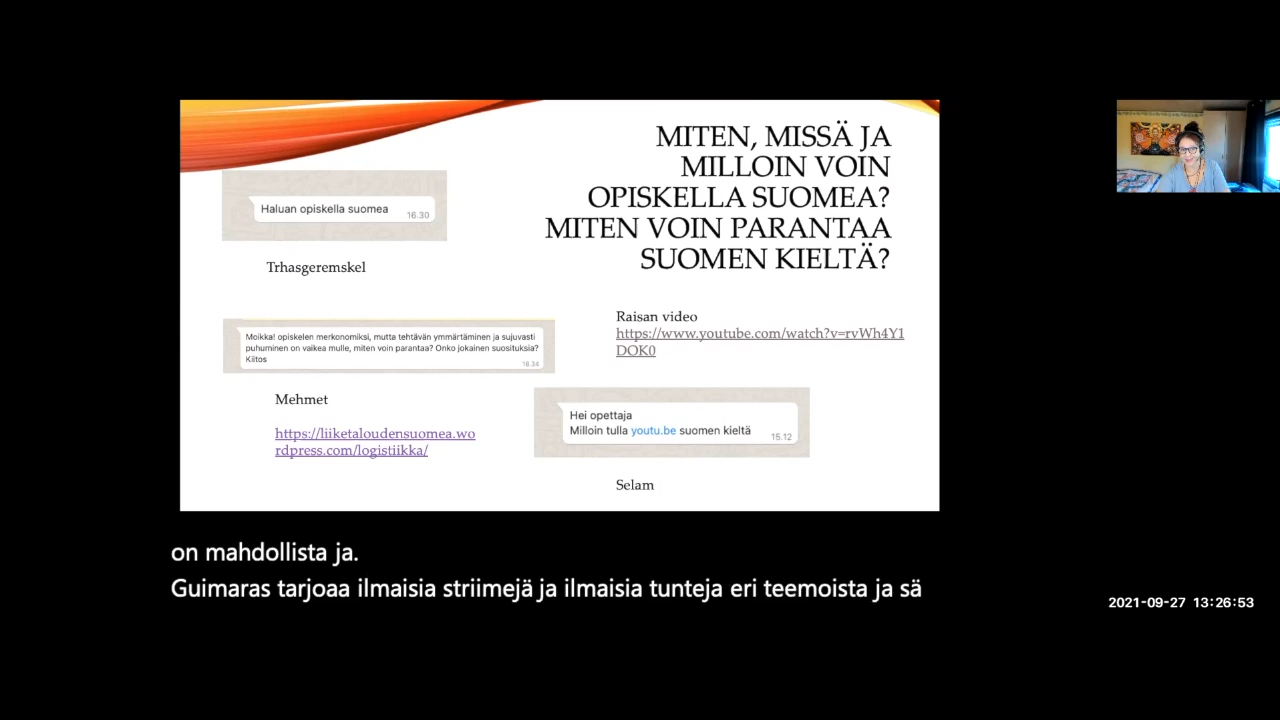 MITEN, MISSÄ JA
MILLOIN VOIN
OPISKELLA SUOMEA?
MITEN VOIN PARANTAA
SUOMEN KIELTÄ?
Haluan opiskella suomea
16.30
Trhasgeremskel
Raisan video
https://www.youtube.com/watch?v=rvWh4Y1
DOK0
Moikka! opiskelen merkonomiksi, mutta tehtävän ymmärtäminen ja sujuvasti
puhuminen on vaikea mulle, miten voin parantaa? Onko jokainen suosituksia?
Kiitos
16.34
Mehmet
https://liiketaloudensuomea.wo
rdpress.com/logistiikka/
Hei opettaja
Milloin tulla youtu.be suomen kieltä
15.12
Selam
on mahdollista ja.
Guimaras tarjoaa ilmaisia striimejä ja ilmaisia tunteja eri teemoista ja sä
2021-09-27 13:26:53